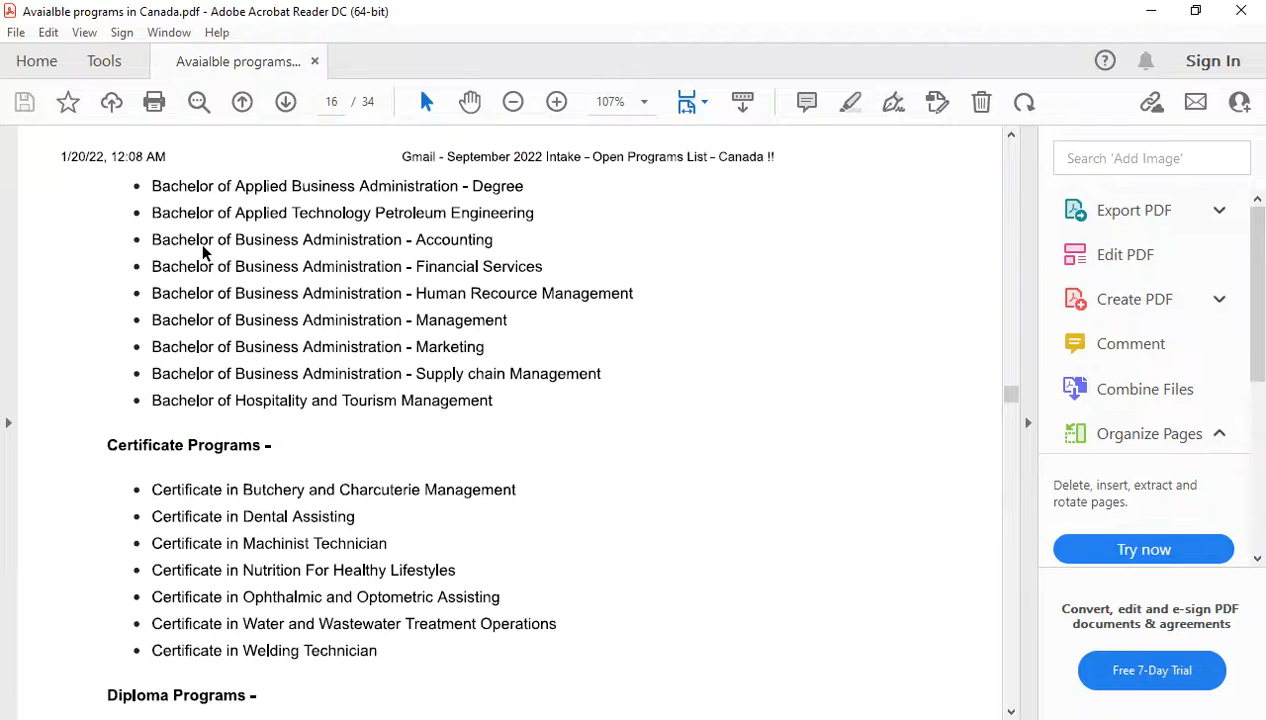 Avaialble programs in Canada.pdf - Adobe Acrobat Reader DC (64-bit)
File Edit View Sign Window Help
Home Tools Avaialble programs... ×
Sign In
16 / 34
107%
1/20/22, 12:08 AM Gmail - September 2022 Intake - Open Programs List - Canada !!
• Bachelor of Applied Business Administration - Degree
• Bachelor of Applied Technology Petroleum Engineering
• Bachelor of Business Administration - Accounting
• Bachelor of Business Administration - Financial Services
• Bachelor of Business Administration - Human Recource Management
• Bachelor of Business Administration - Management
• Bachelor of Business Administration - Marketing
• Bachelor of Business Administration - Supply chain Management
• Bachelor of Hospitality and Tourism Management
Certificate Programs -
• Certificate in Butchery and Charcuterie Management
• Certificate in Dental Assisting
• Certificate in Machinist Technician
• Certificate in Nutrition For Healthy Lifestyles
• Certificate in Ophthalmic and Optometric Assisting
• Certificate in Water and Wastewater Treatment Operations
• Certificate in Welding Technician
Diploma Programs -
Search 'Add Image'
Export PDF
Edit PDF
Create PDF
Comment
Combine Files
Organize Pages
Delete, insert, extract and
rotate pages.
Try now
Convert, edit and e-sign PDF
documents & agreements
Free 7-Day Trial